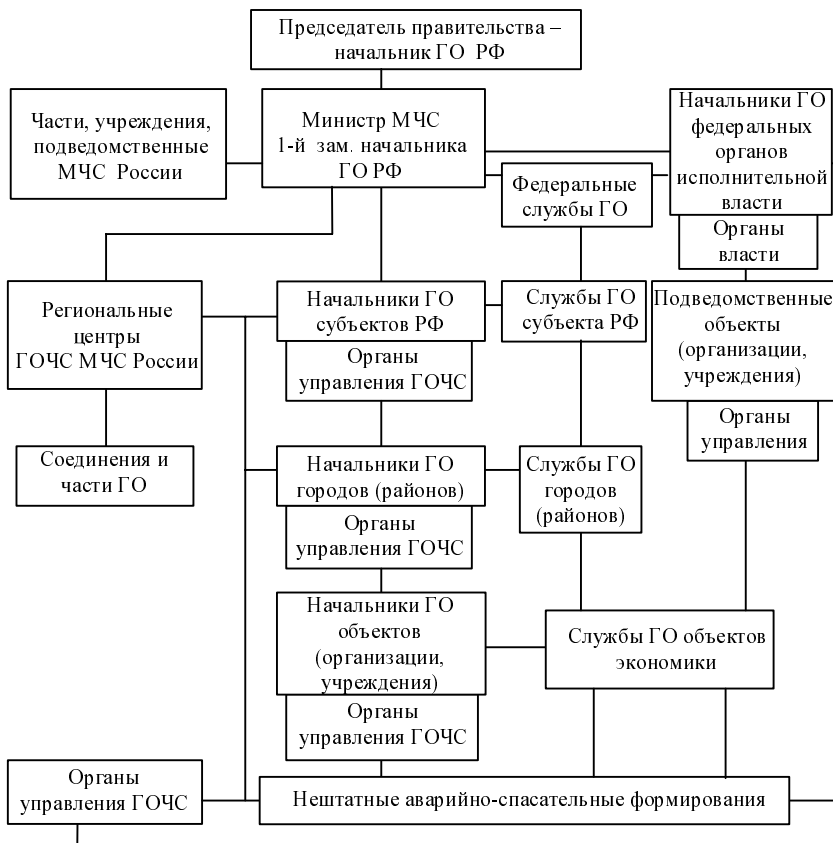 Председатель правительства –
начальник ГО РФ
Части, учреждения,
подведомственные
МЧС России
Министр МЧС
1-й зам. начальника
ГО РФ
Начальники ГО
федеральных
органов
исполнительной
власти
Федеральные
службы ГО
Органы
власти
Региональные
центры
ГОЧС МЧС России
Начальники ГО
субъектов РФ
Службы ГО
субъекта РФ
Подведомственные
объекты
(организации,
учреждения)
Органы
управления ГОЧС
Органы
управления
Соединения и
части ГО
Начальники ГО
городов (районов)
Службы ГО
городов
(районов)
Органы
управления ГОЧС
Начальники ГО
объектов
(организации,
учреждения)
Службы ГО объектов
экономики
Органы
управления ГОЧС
Органы
управления ГОЧС
Нештатные аварийно-спасательные формирования